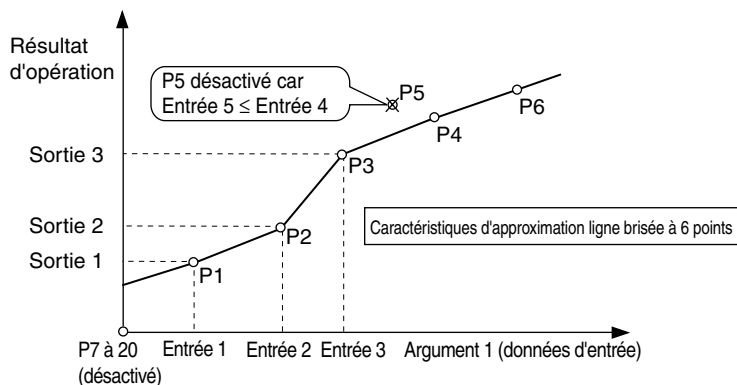 Résultat
d'opération
P5 désactivé car
Entrée 5 ≤ Entrée 4
P5
P6
P4
Sortie 3
P3
Sortie 2
P2
Caractéristiques d'approximation ligne brisée à 6 points
Sortie 1
P1
P7 à 20
(désactivé)
Entrée 1
Entrée 2
Entrée 3
Argument 1 (données d'entrée)